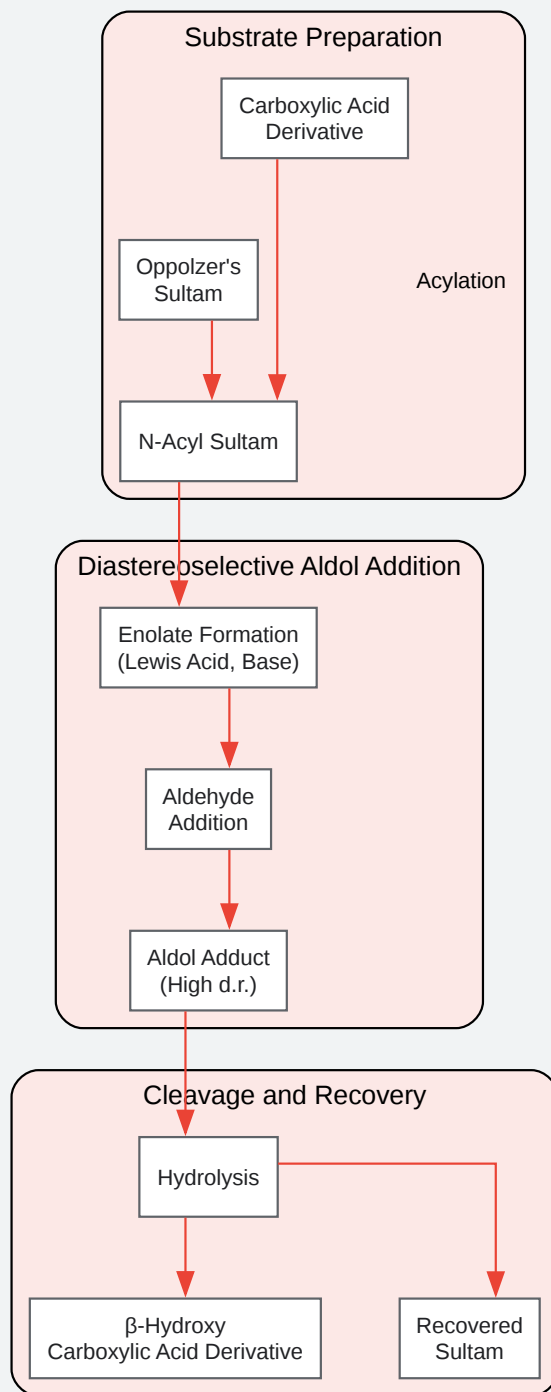 Substrate Preparation
Carboxylic Acid
Derivative
Oppolzer's
Sultam
Acylation
N-Acyl Sultam
Diastereoselective Aldol Addition
Enolate Formation
(Lewis Acid, Base)
Aldehyde
Addition
Aldol Adduct
(High d.r.)
Cleavage and Recovery
Hydrolysis
β-Hydroxy
Carboxylic Acid Derivative
Recovered
Sultam